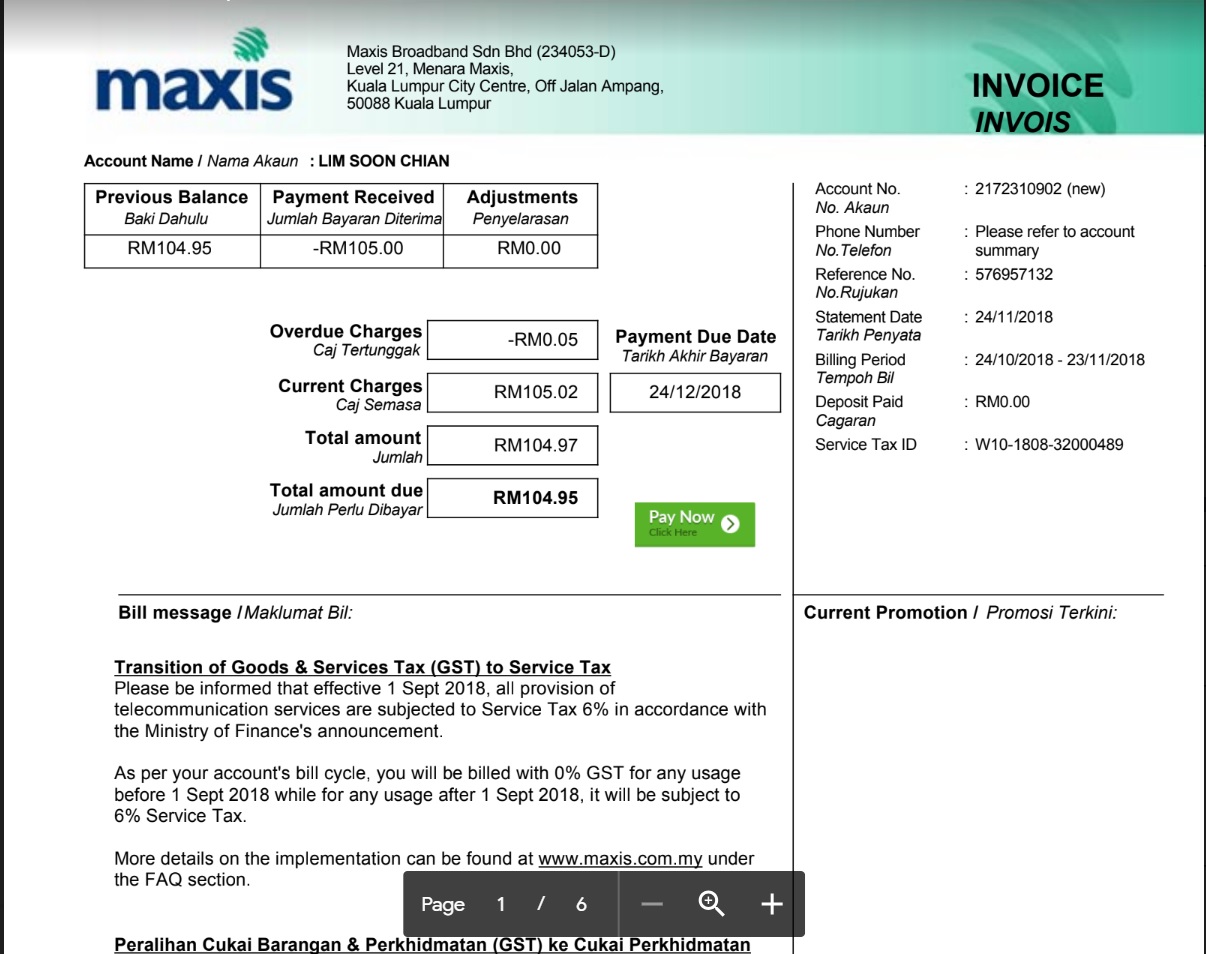 maxis
Maxis Broadband Sdn Bhd (234053-D)
Level 21, Menara Maxis,
Kuala Lumpur City Centre, Off Jalan Ampang,
50088 Kuala Lumpur
INVOICE
INVOIS
Account Name / Nama Akaun : LIM SOON CHIAN
Previous Balance Payment Received Adjustments
Baki Dahulu Jumlah Bayaran Diterima Penyelarasan
RM104.95 -RM105.00 RM0.00
Overdue Charges -RM0.05
Caj Tertunggak
Payment Due Date
Tarikh Akhir Bayaran
Current Charges RM105.02 24/12/2018
Caj Semasa
Total amount RM104.97
Jumlah
Total amount due RM104.95
Jumlah Perlu Dibayar
Pay Now
Click Here
Account No. : 2172310902 (new)
No. Akaun
Phone Number : Please refer to account
No.Telefon summary
Reference No. : 576957132
No.Rujukan
Statement Date : 24/11/2018
Tarikh Penyata
Billing Period : 24/10/2018 - 23/11/2018
Tempoh Bil
Deposit Paid : RM0.00
Cagaran
Service Tax ID : W10-1808-32000489
Bill message / Maklumat Bil:
Transition of Goods & Services Tax (GST) to Service Tax
Please be informed that effective 1 Sept 2018, all provision of
telecommunication services are subjected to Service Tax 6% in accordance with
the Ministry of Finance's announcement.
As per your account's bill cycle, you will be billed with 0% GST for any usage
before 1 Sept 2018 while for any usage after 1 Sept 2018, it will be subject to
6% Service Tax.
More details on the implementation can be found at www.maxis.com.my under
the FAQ section.
Peralihan Cukai Barangan & Perkhidmatan (GST) ke Cukai Perkhidmatan
Current Promotion / Promosi Terkini:
Page 1 / 6